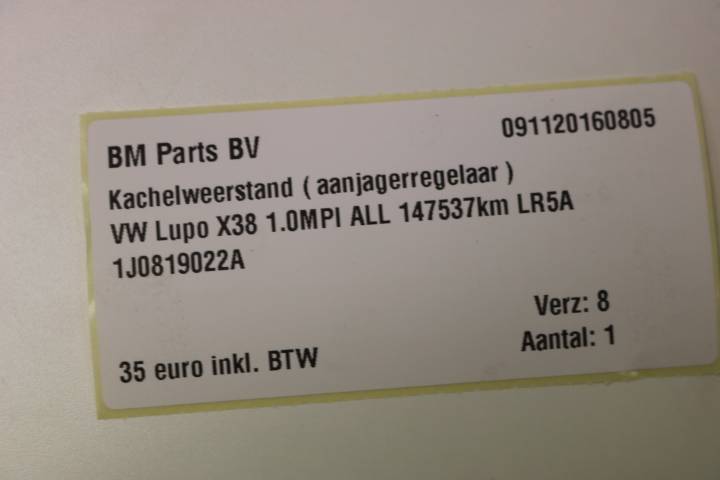 BM Parts BV 091120160805
Kachelweerstand ( aanjagerregelaar )
VW Lupo X38 1.0MPI ALL 147537km LR5A
1J0819022A
Verz: 8
Aantal: 1
35 euro inkl. BTW